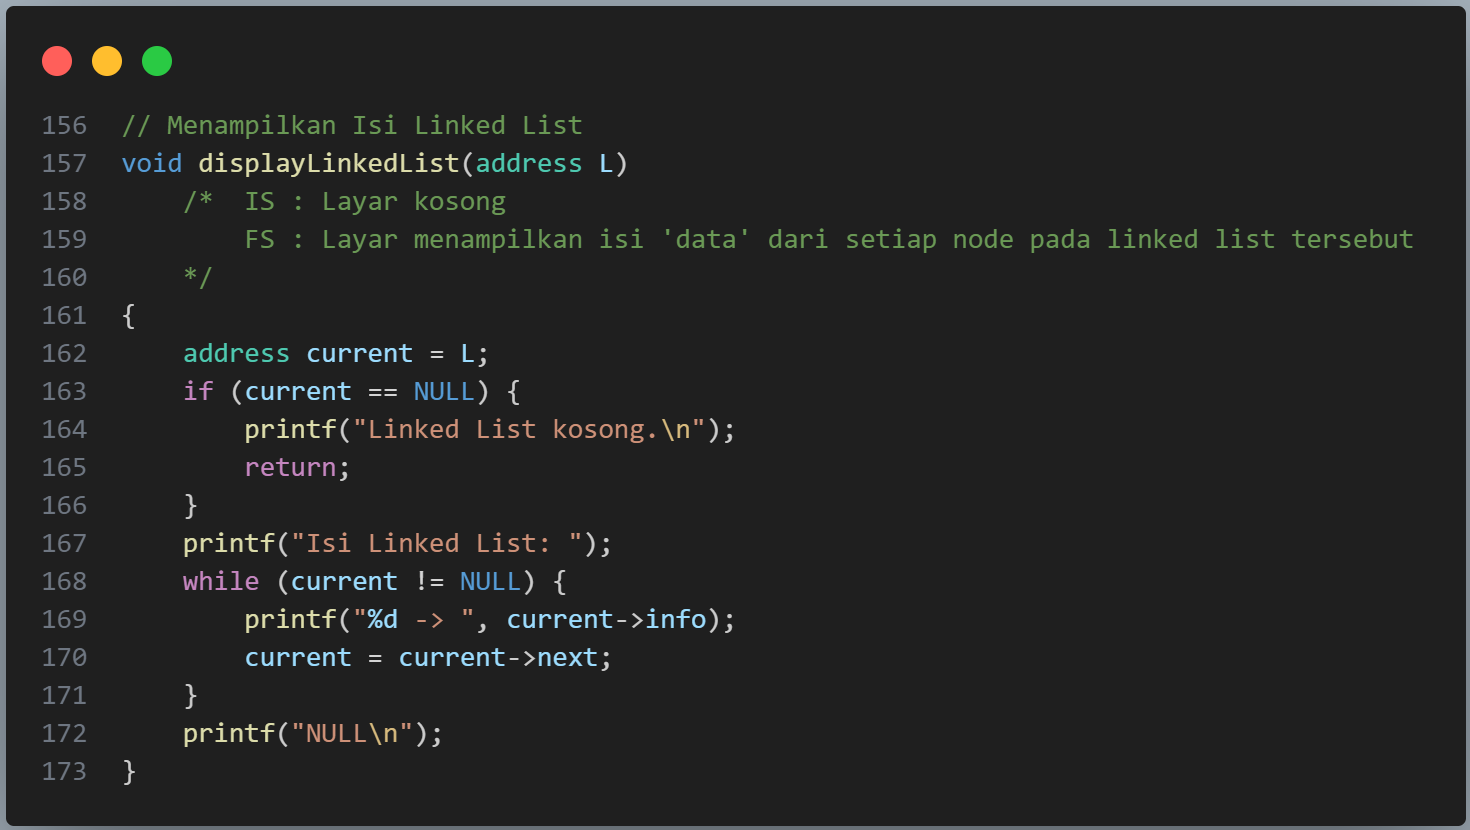 156 // Menampilkan Isi Linked List
157 void displayLinkedList(address L)
158     /*  IS : Layar kosong
159         FS : Layar menampilkan isi 'data' dari setiap node pada linked list tersebut
160     */
161 {
162     address current = L;
163     if (current == NULL) {
164         printf("Linked List kosong.\n");
165         return;
166     }
167     printf("Isi Linked List: ");
168     while (current != NULL) {
169         printf("%d -> ", current->info);
170         current = current->next;
171     }
172     printf("NULL\n");
173 }